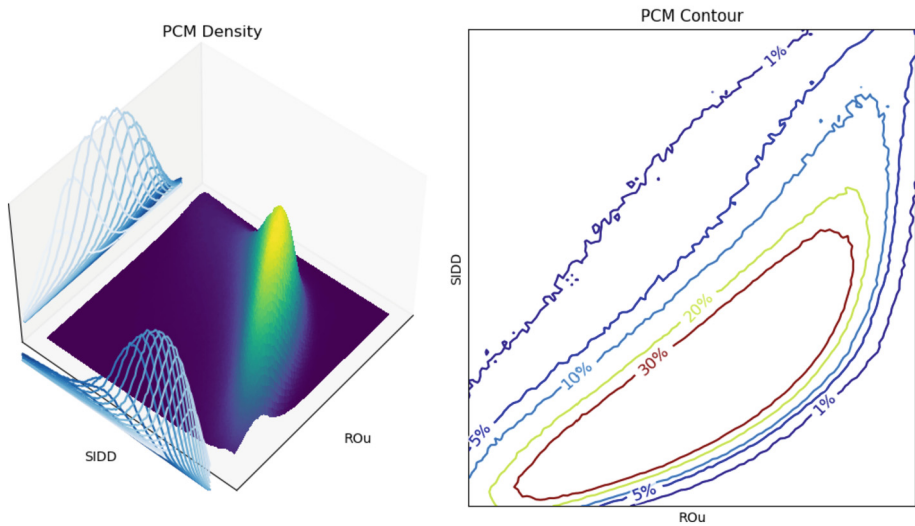 PCM Density
SIDD
ROu
PCM Contour
SIDD
1%
20%
30%
10%
5%
1%
5%
ROu